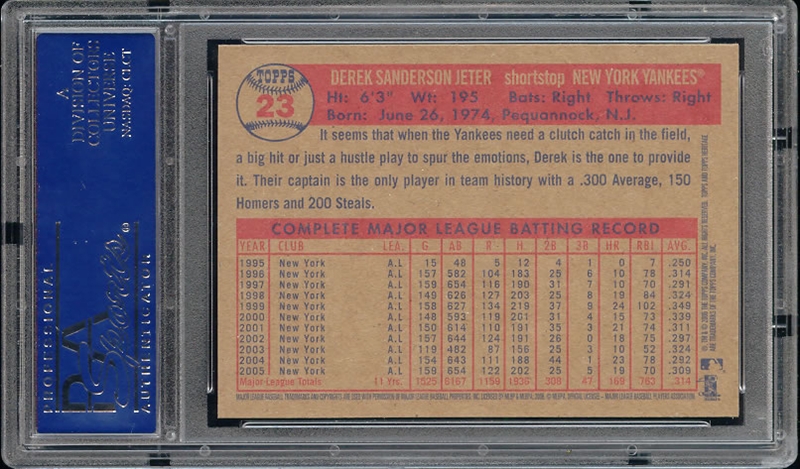 A
DIVISION OF
COLLECTORS
UNIVERSE
NASDAQ: CLCT
PROFESSIONAL
PSA
Sports
AUTHENTICATOR
TOPPS
23
DEREK SANDERSON JETER shortstop NEW YORK YANKEES®
Ht: 6'3" Wt: 195 Bats: Right Throws: Right
Born: June 26, 1974, Pequannock, N.J.
It seems that when the Yankees need a clutch catch in the field,
a big hit or just a hustle play to spur the emotions, Derek is the one to provide
it. Their captain is the only player in team history with a .300 Average, 150
Homers and 200 Steals.
COMPLETE MAJOR LEAGUE BATTING RECORD
YEAR CLUB LEA. G AB R H 2B 3B HR RBI AVG.
1995 New York A.L 15 48 5 12 4 1 0 7 .250
1996 New York A.L 157 582 104 183 25 6 10 78 .314
1997 New York A.L 159 654 116 190 31 7 10 70 .291
1998 New York A.L 149 626 127 203 25 8 19 84 .324
1999 New York A.L 158 627 134 219 37 9 24 102 .349
2000 New York A.L 148 593 119 201 31 4 15 73 .339
2001 New York A.L 150 614 110 191 35 3 21 74 .311
2002 New York A.L 157 644 124 191 26 0 18 75 .297
2003 New York A.L 119 482 87 156 25 3 10 52 .324
2004 New York A.L 154 643 111 188 44 1 23 78 .292
2005 New York A.L 159 654 122 202 25 5 19 70 .309
Major-League Totals 11 Yrs. 1525 6167 1159 1936 308 47 169 763 .314